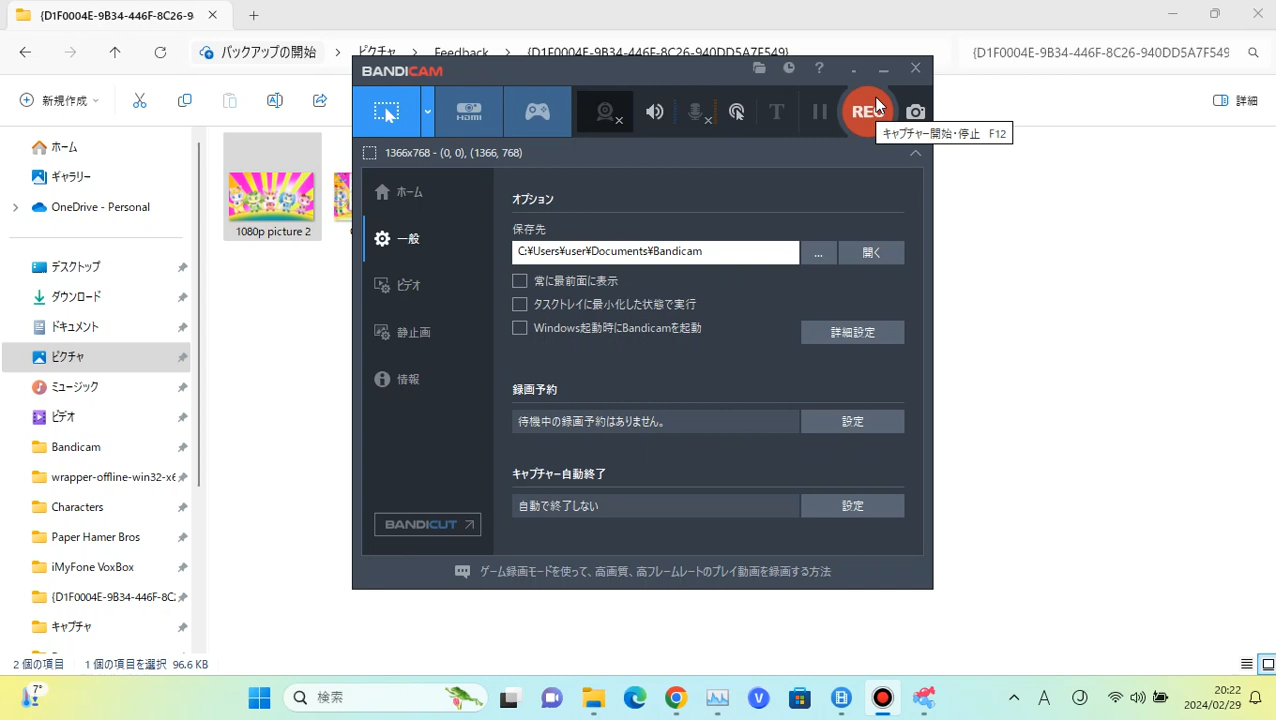 {D1F0004E-9B34-446F-8C26-9
バックアップの開始 ピクチャ Feedback {D1F0004E-9B34-446F-8C26-940DD5A7F549} {D1F0004E-9B34-446F-8C26-940DD5A7F549
新規作成 詳細
ホーム
ギャラリー
OneDrive - Personal
デスクトップ
ダウンロード
ドキュメント
ピクチャ
ミュージック
ビデオ
Bandicam
wrapper-offline-win32-x6
Characters
Paper Hamer Bros
iMyFone VoxBox
{D1F0004E-9B34-446F-8C2
キャプチャ
1080p picture 2
BANDICAM
HDMI T REC
キャプチャー開始・停止 F12
1366x768 - (0, 0), (1366, 768)
ホーム
一般
ビデオ
静止画
情報
BANDICUT
オプション
保存先
C:¥Users¥user¥Documents¥Bandicam ... 開く
常に最前面に表示
タスクトレイに最小化した状態で実行
Windows起動時にBandicamを起動 詳細設定
録画予約
待機中の録画予約はありません。 設定
キャプチャー自動終了
自動で終了しない 設定
ゲーム録画モードを使って、高画質、高フレームレートのプレイ動画を録画する方法
2 個の項目 1 個の項目を選択 96.6 KB
7° 検索 A 20:22
2024/02/29